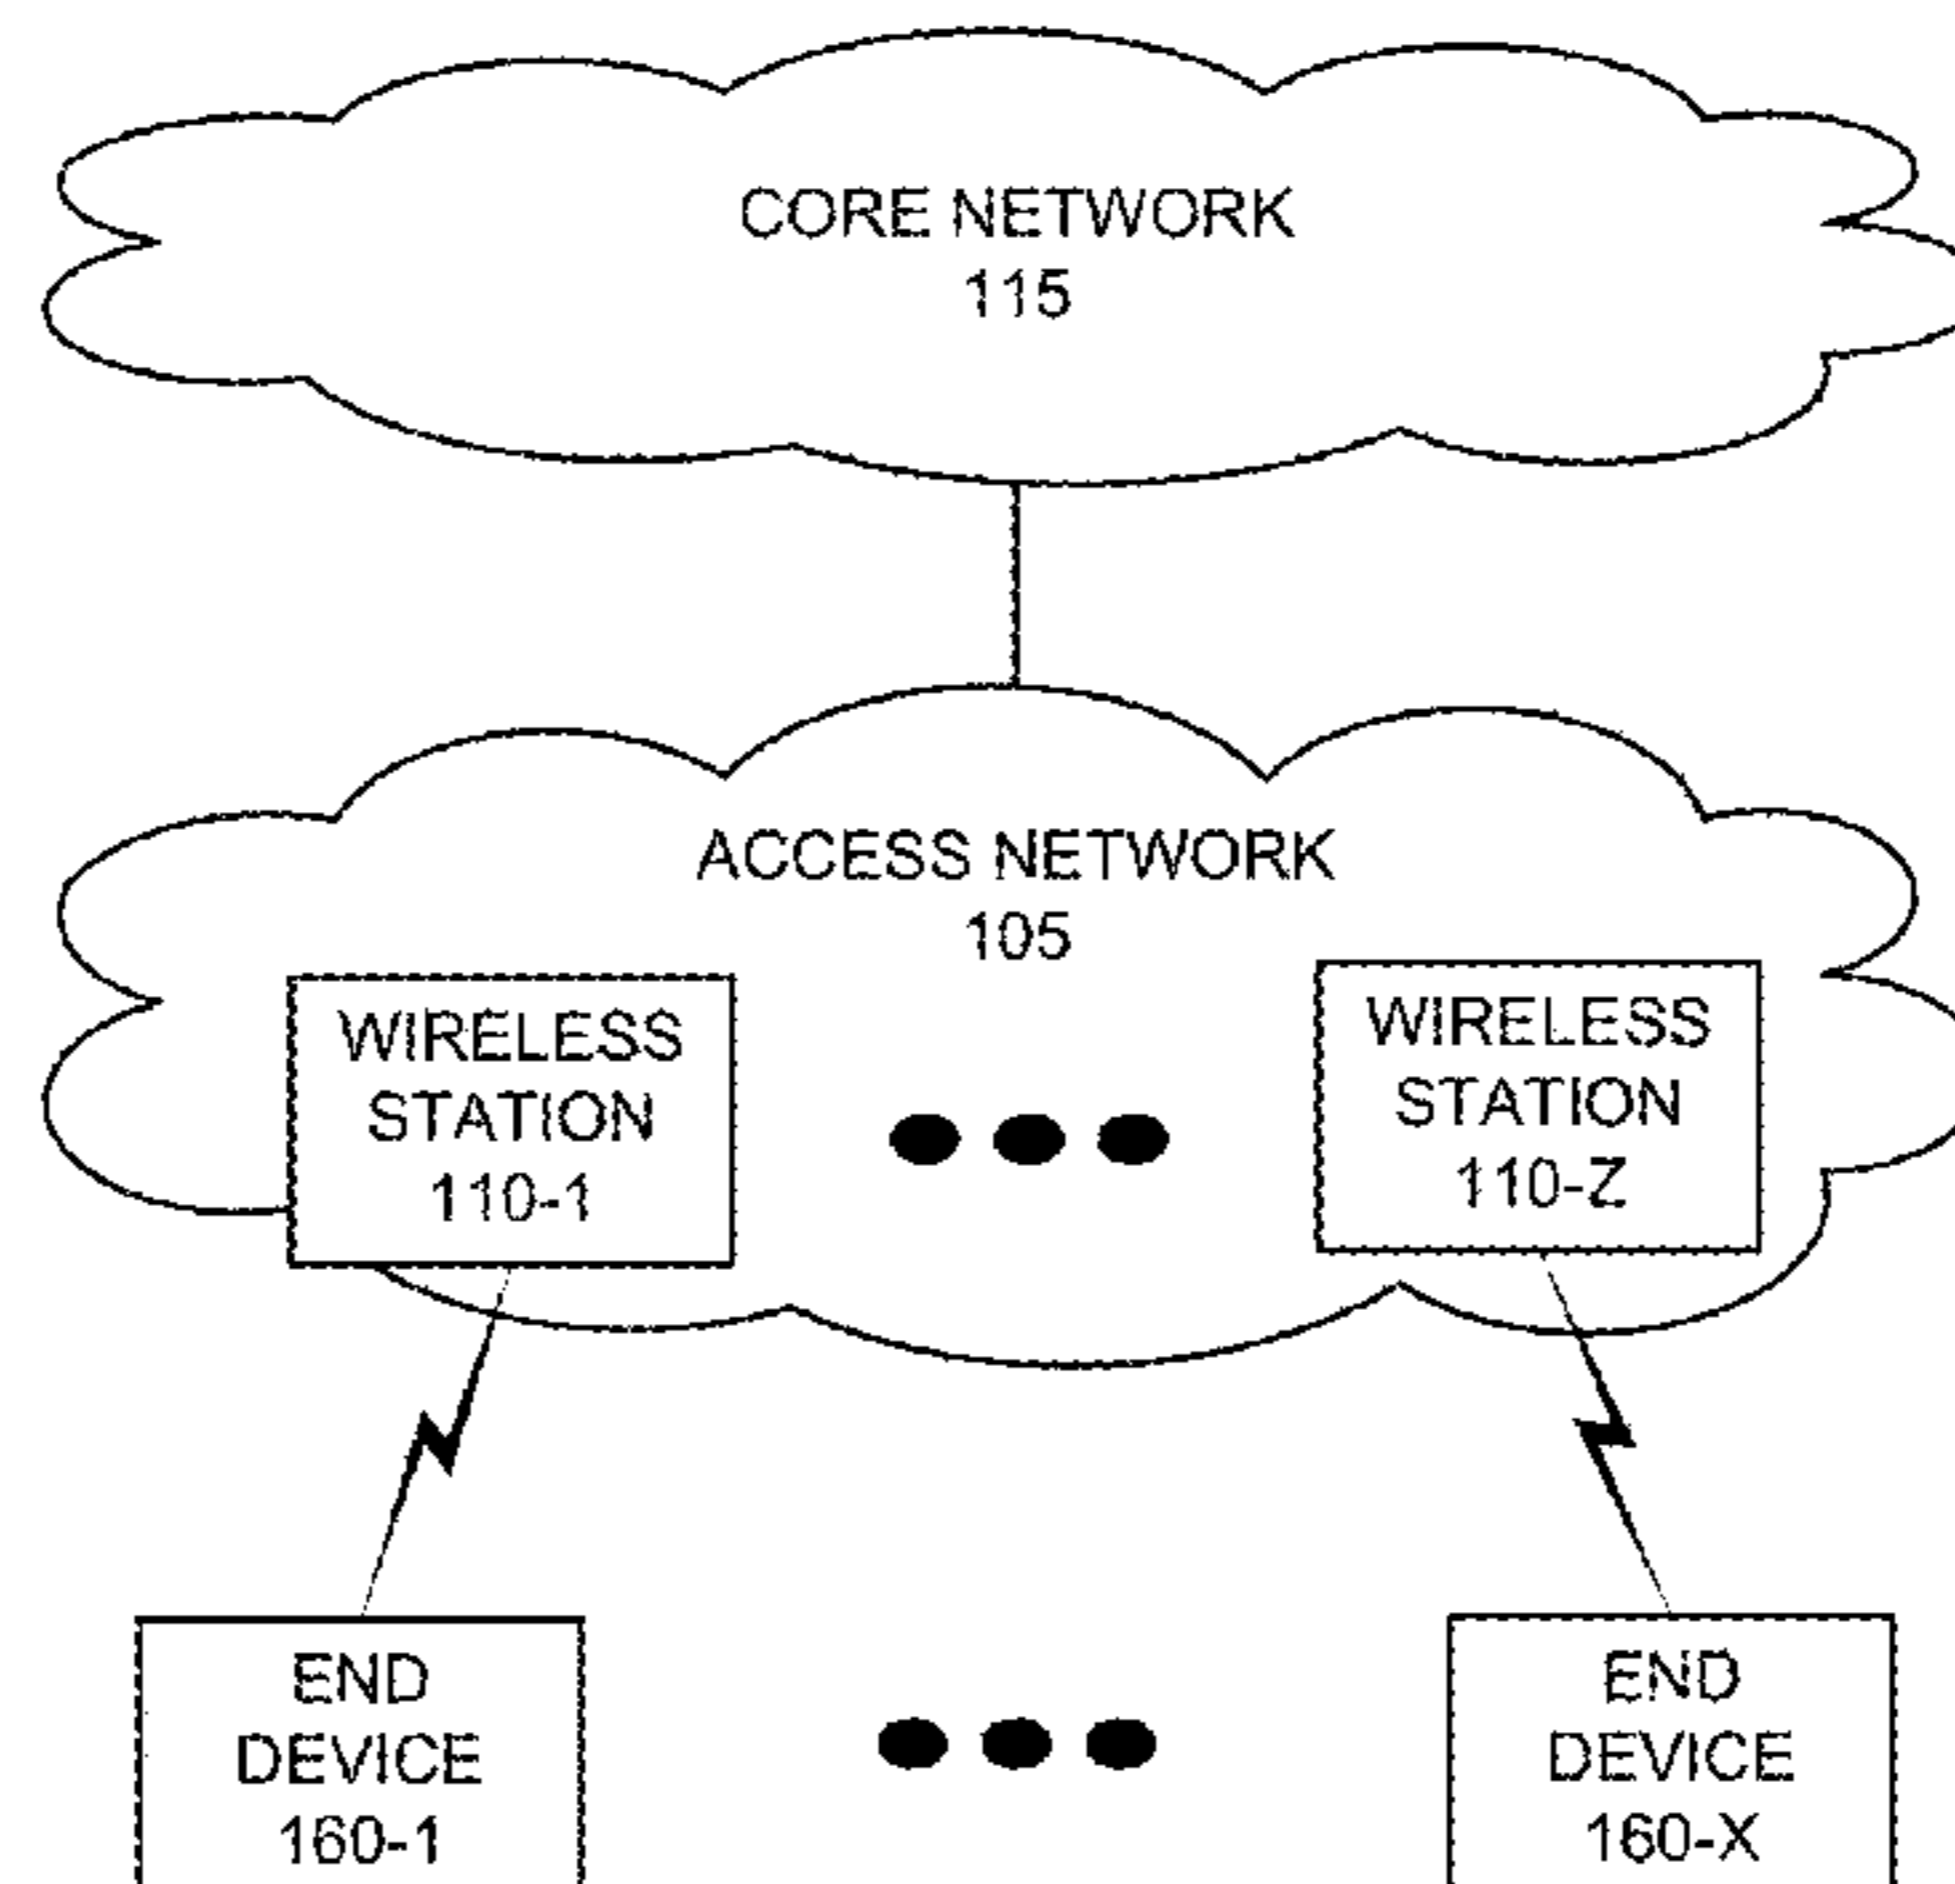 CORE NETWORK
115
ACCESS NETWORK
105
WIRELESS
STATION
110-1
WIRELESS
STATION
110-Z
END
DEVICE
160-1
END
DEVICE
160-X